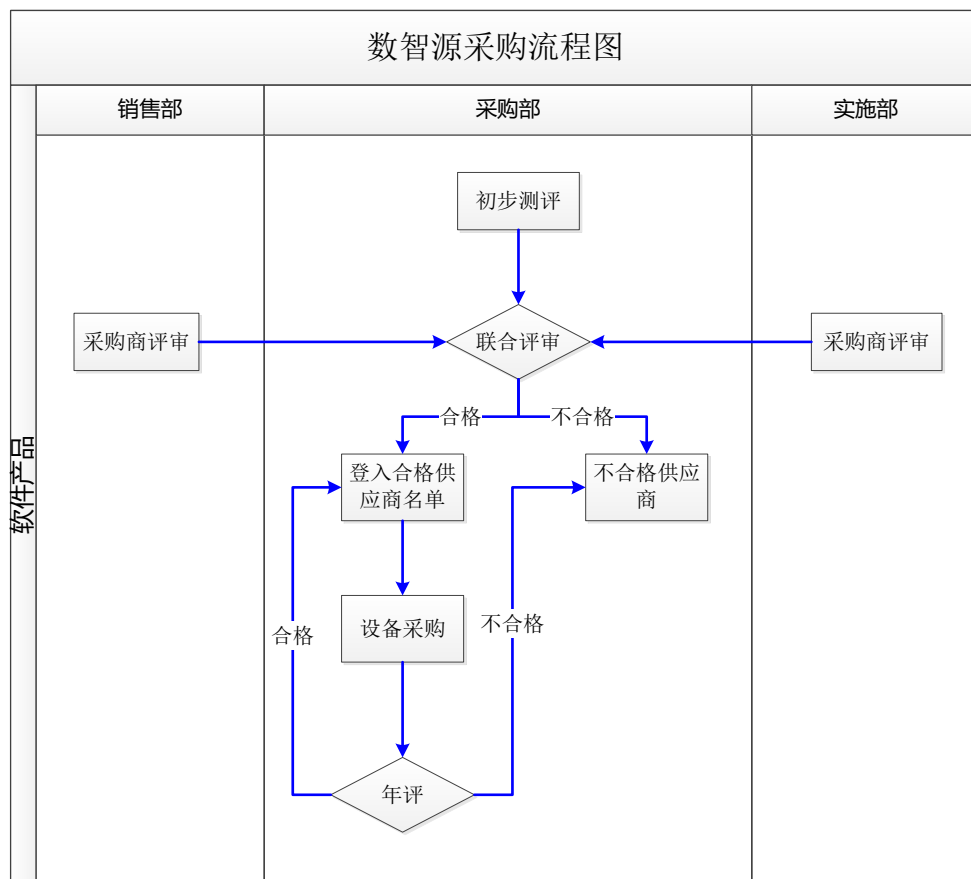 数智源采购流程图
销售部
采购部
实施部
软件产品
初步测评
采购商评审
联合评审
采购商评审
合格
不合格
登入合格供
应商名单
不合格供应
商
设备采购
合格
不合格
年评